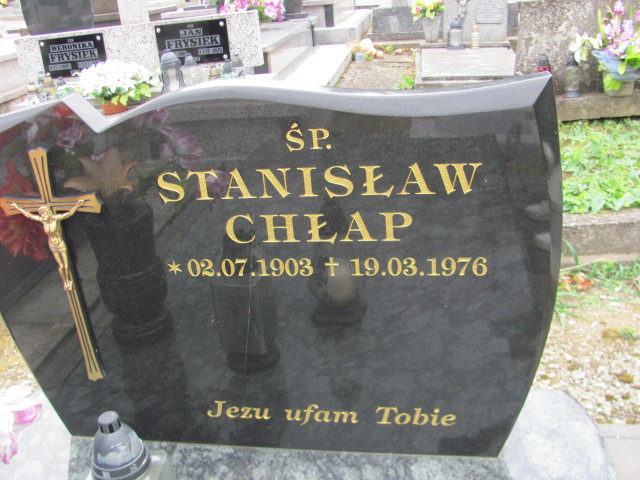 WERONIKA
FRYSIEK
JAN
FRYSIEK
ŚP.
STANISŁAW
CHŁAP
* 02.07.1903 † 19.03.1976
Jezu ufam Tobie